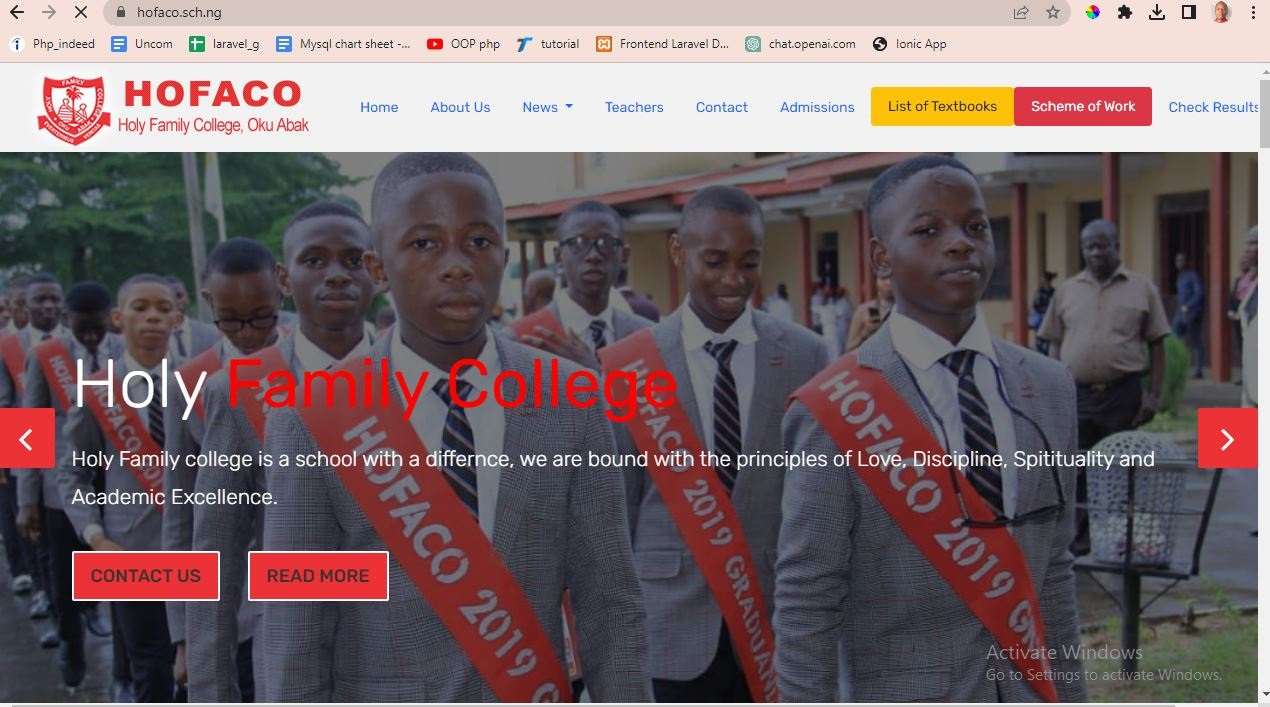 hofaco.sch.ng
Php_indeed Uncom laravel_g Mysql chart sheet -... OOP php tutorial Frontend Laravel D... chat.openai.com Ionic App
FAMILY
HOFACO
Holy Family College, Oku Abak
Home About Us News Teachers Contact Admissions List of Textbooks Scheme of Work Check Results
Holy Family College
Holy Family college is a school with a differnce, we are bound with the principles of Love, Discipline, Spitituality and
Academic Excellence.
CONTACT US READ MORE
HOFACO 2019 G
HOFACO 2019 GRADUAN
HOFACO 2019 G
Activate Windows
Go to Settings to activate Windows.